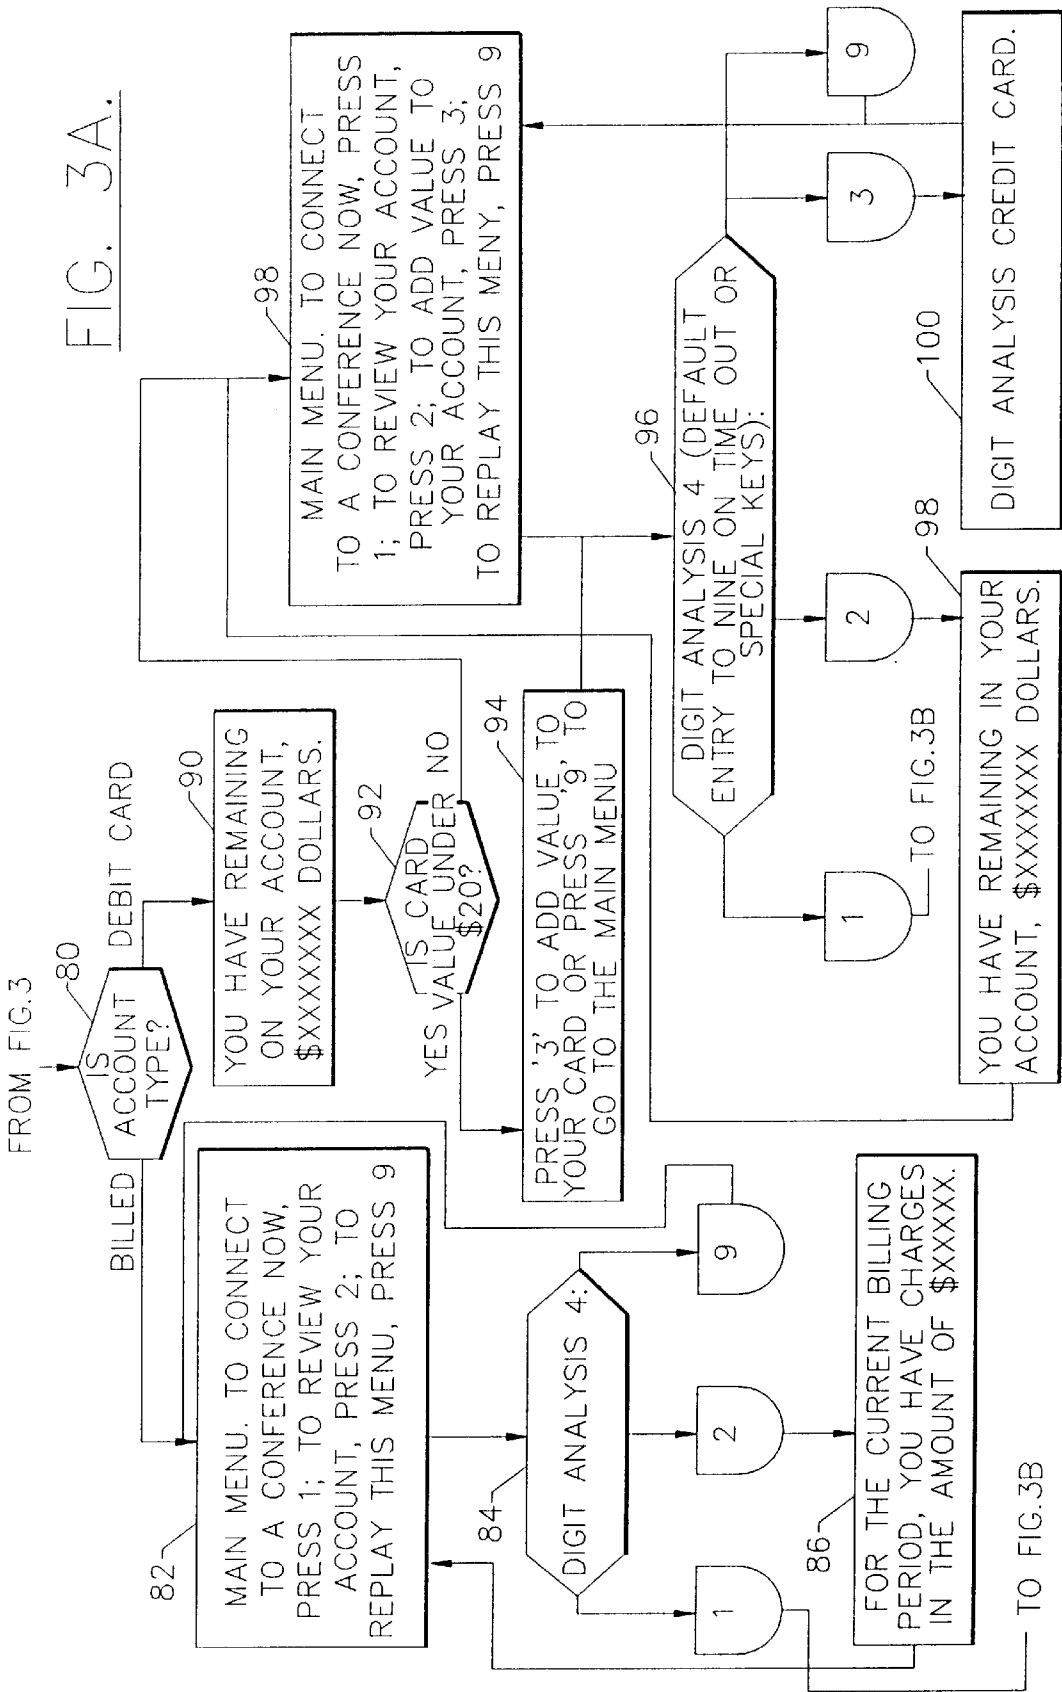 FIG. 3A.
FROM FIG.3
IS
ACCOUNT
TYPE?
80
BILLED
DEBIT CARD
82
MAIN MENU. TO CONNECT
TO A CONFERENCE NOW,
PRESS 1; TO REVIEW YOUR
ACCOUNT, PRESS 2; TO
REPLAY THIS MENU, PRESS 9
84
DIGIT ANALYSIS 4:
1
2
9
86
FOR THE CURRENT BILLING
PERIOD, YOU HAVE CHARGES
IN THE AMOUNT OF $XXXXX.
TO FIG.3B
90
YOU HAVE REMAINING
ON YOUR ACCOUNT,
$XXXXXXX DOLLARS.
92
IS CARD
VALUE UNDER
$20?
YES
NO
94
PRESS '3' TO ADD VALUE, TO
YOUR CARD OR PRESS '9', TO
GO TO THE MAIN MENU
98
MAIN MENU. TO CONNECT
TO A CONFERENCE NOW, PRESS
1; TO REVIEW YOUR ACCOUNT,
PRESS 2; TO ADD VALUE TO
YOUR ACCOUNT, PRESS 3;
TO REPLAY THIS MENY, PRESS 9
96
DIGIT ANALYSIS 4 (DEFAULT
ENTRY TO NINE ON TIME OUT OR
SPECIAL KEYS):
1
2
3
9
TO FIG.3B
98
YOU HAVE REMAINING IN YOUR
ACCOUNT, $XXXXXXX DOLLARS.
100
DIGIT ANALYSIS CREDIT CARD.